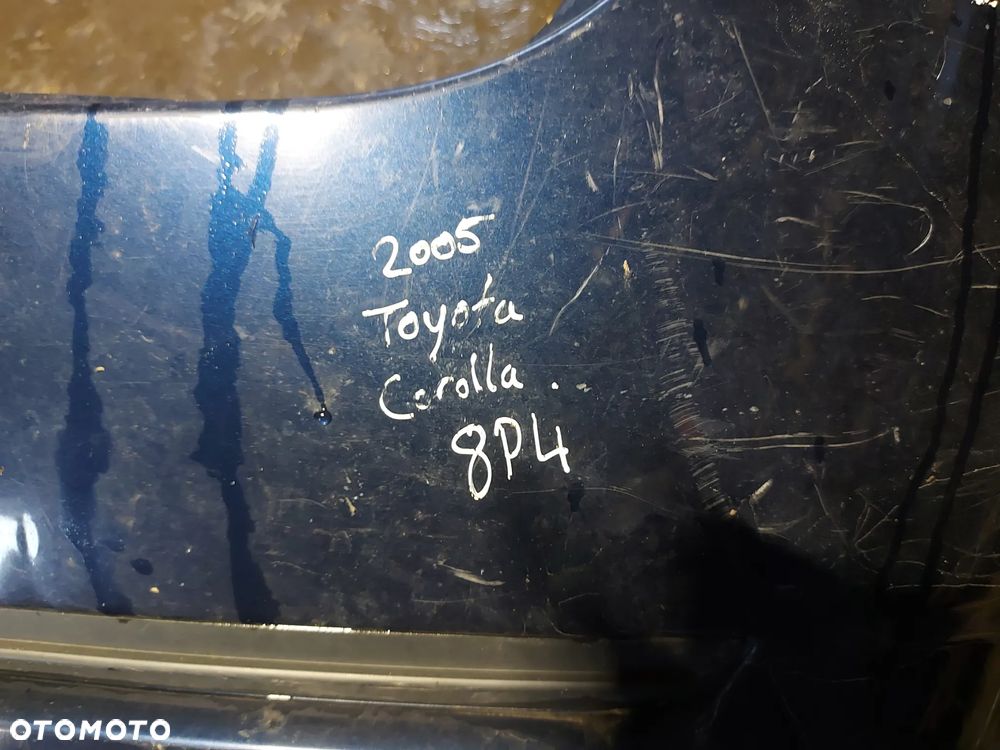 2005
Toyota
Corolla ..
8P4
OTOMOTO